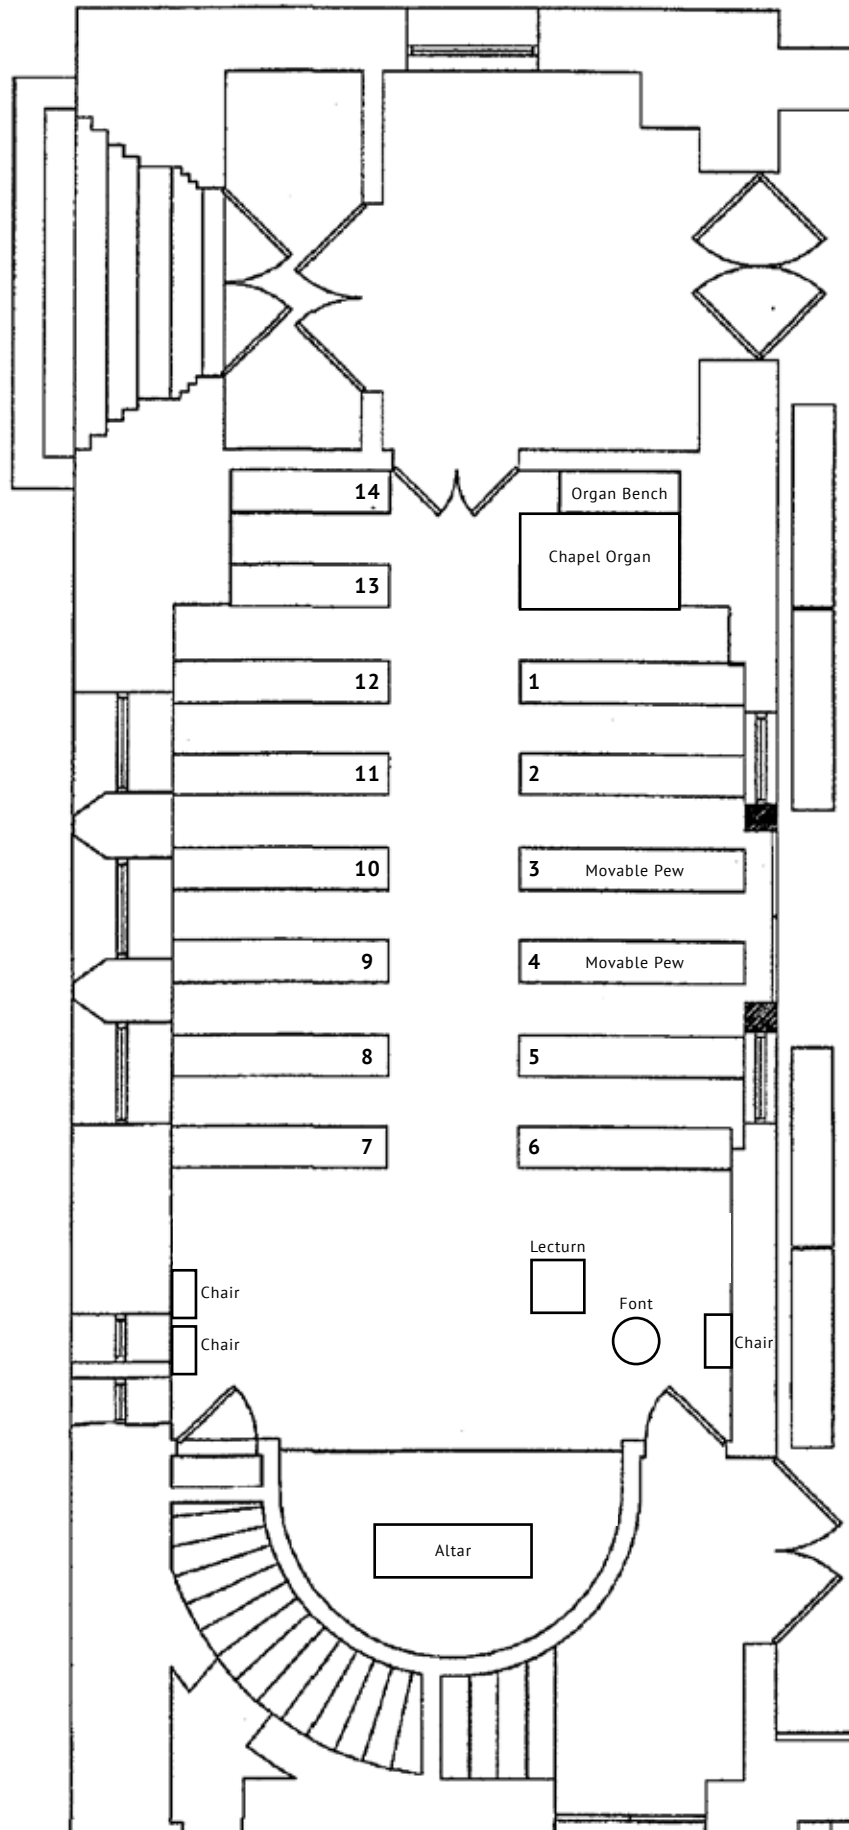 14
Organ Bench
Chapel Organ
13
12
1
11
2
10
3
Movable Pew
9
4
Movable Pew
8
5
7
6
Lecturn
Chair
Font
Chair
Chair
Altar